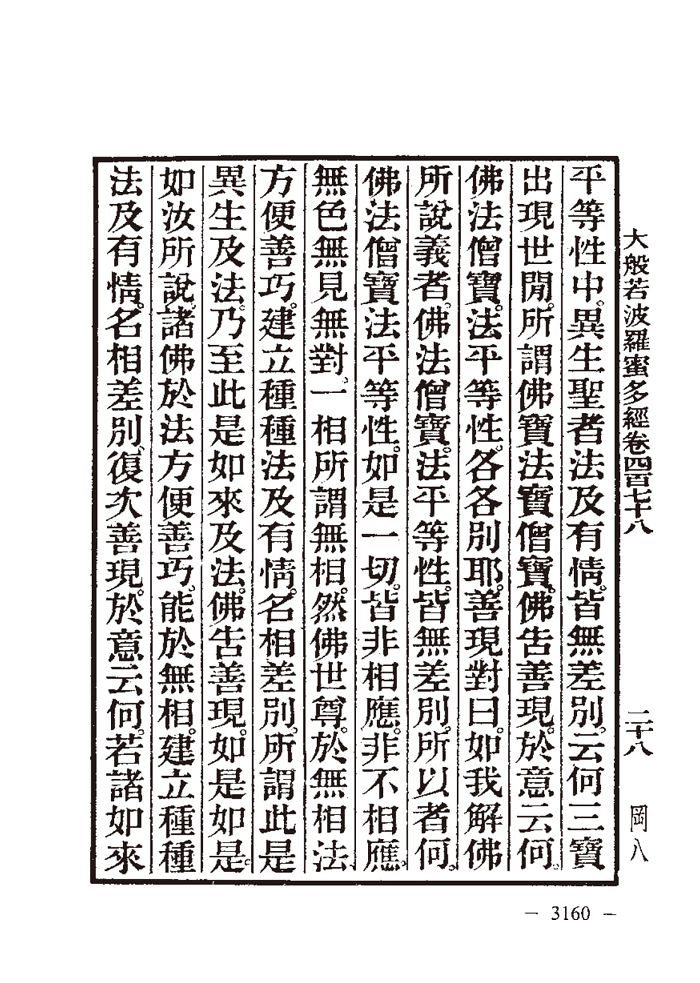 大般若波羅蜜多經卷四百七十八 二十八 岡八
平等性中。異生聖者法及有情。皆無差別。云何三寶
出現世閒。所謂佛寶法寶僧寶。佛告善現。於意云何。
佛法僧寶。法平等性。各各別耶。善現對曰。如我解佛
所說義者。佛法僧寶。法平等性。皆無差別。所以者何。
佛法僧寶法平等性。如是一切。皆非相應。非不相應。
無色無見無對。一相所謂無相。然佛世尊。於無相法。
方便善巧。建立種種法及有情。名相差別。所謂此是
異生及法。乃至此是如來及法。佛告善現。如是如是。
如汝所說。諸佛於法方便善巧。能於無相。建立種種
法及有情。名相差別。復次善現。於意云何。若諸如來
— 3160 —